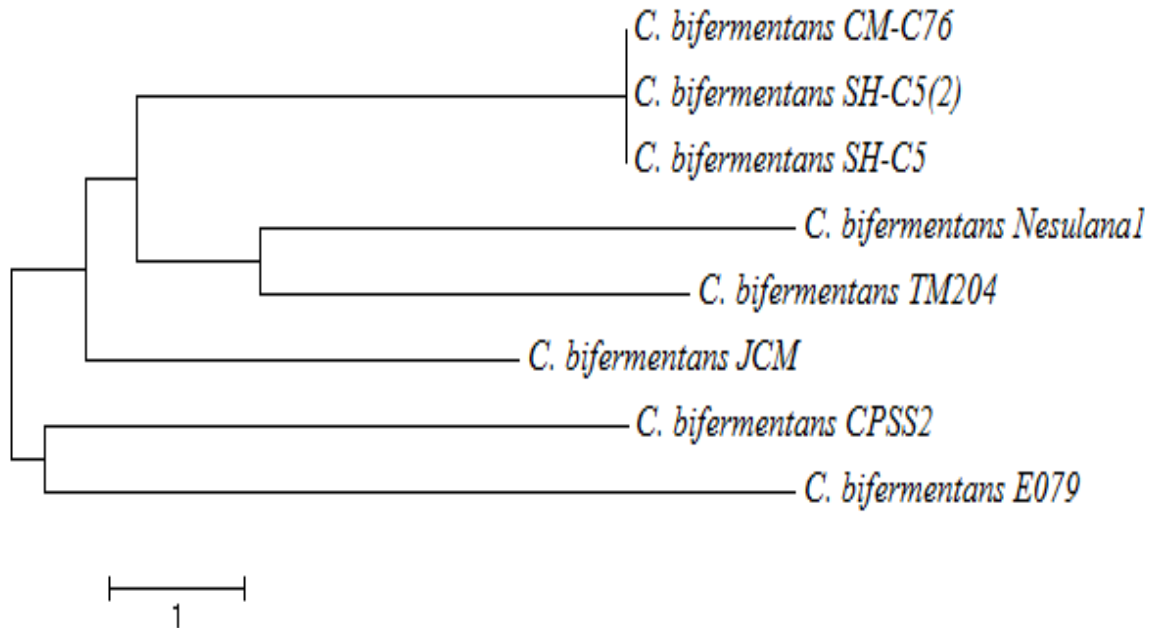 C. bifermentans CM-C76
C. bifermentans SH-C5(2)
C. bifermentans SH-C5
C. bifermentans Nesulana1
C. bifermentans TM204
C. bifermentans JCM
C. bifermentans CPSS2
C. bifermentans E079
1